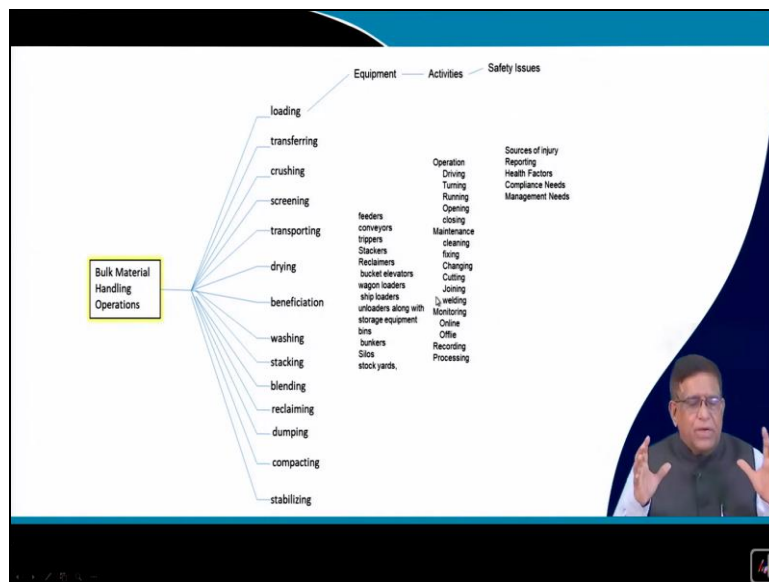 Equipment
Activities
Safety Issues
loading
transferring
crushing
screening
transporting
drying
beneficiation
washing
stacking
blending
reclaiming
dumping
compacting
stabilizing
Bulk Material
Handling
Operations
feeders
conveyors
trippers
Stackers
Reclaimers
bucket elevators
wagon loaders
ship loaders
unloaders along with
storage equipment
bins
bunkers
Silos
stock yards,
Operation
Driving
Turning
Running
Opening
closing
Maintenance
cleaning
fixing
Changing
Cutting
Joining
welding
Monitoring
Online
Offlie
Recording
Processing
Sources of injury
Reporting
Health Factors
Compliance Needs
Management Needs